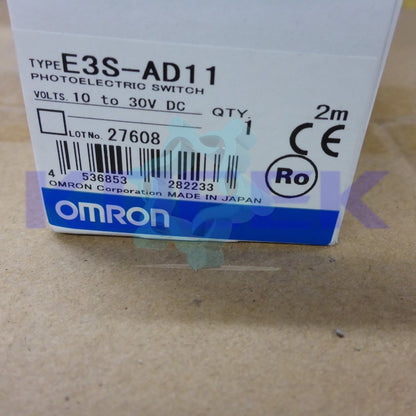 TYPE E3S-AD11
PHOTOELECTRIC SWITCH
VOLTS. 10 to 30V DC QTY. 2m
LOT No. 27608 1 CE
4 536853 282233 Ro
OMRON Corporation MADE IN JAPAN
OMRON